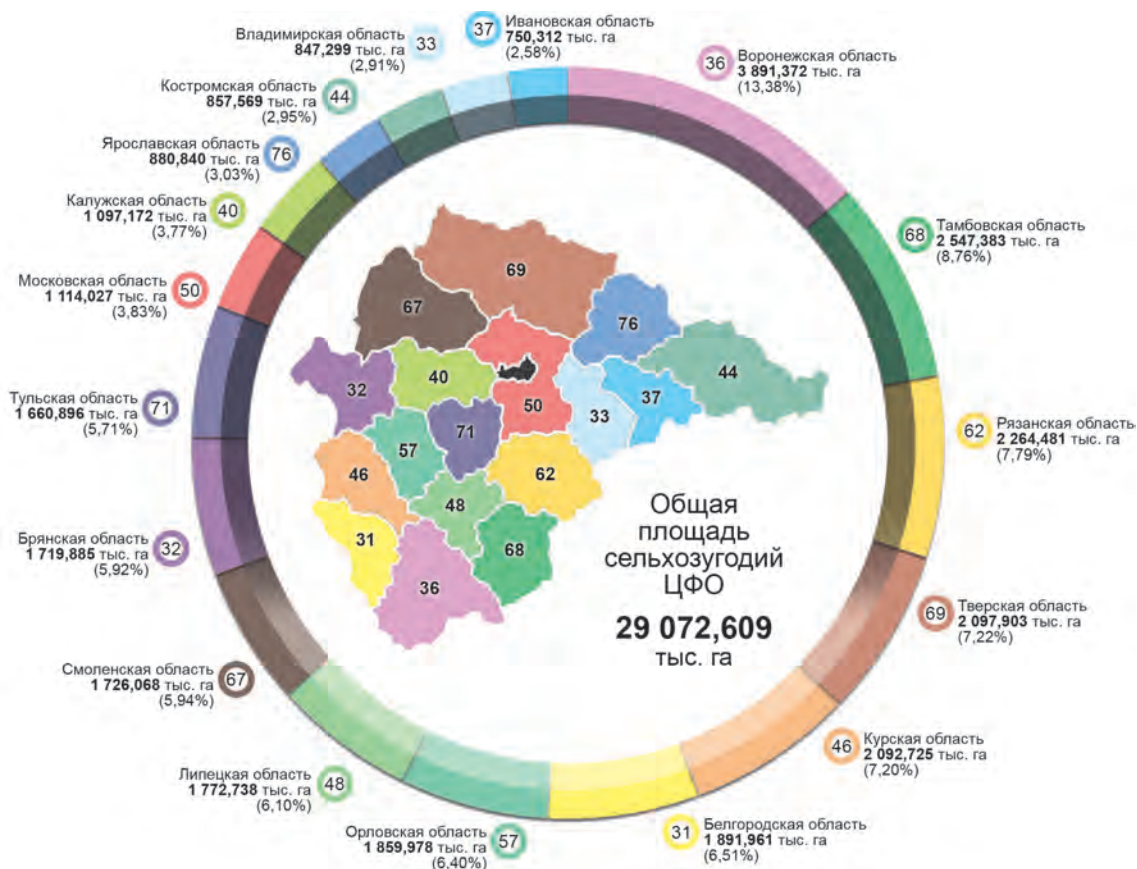 Ивановская область
37
750,312 тыс. га
(2,58%)
Воронежская область
36
3 891,372 тыс. га
(13,38%)
Тамбовская область
68
2 547,383 тыс. га
(8,76%)
Рязанская область
62
2 264,481 тыс. га
(7,79%)
Тверская область
69
2 097,903 тыс. га
(7,22%)
Курская область
46
2 092,725 тыс. га
(7,20%)
Белгородская область
31
1 891,961 тыс. га
(6,51%)
Орловская область
57
1 859,978 тыс. га
(6,40%)
Липецкая область
48
1 772,738 тыс. га
(6,10%)
Смоленская область
67
1 726,068 тыс. га
(5,94%)
Брянская область
32
1 719,885 тыс. га
(5,92%)
Тульская область
71
1 660,896 тыс. га
(5,71%)
Московская область
50
1 114,027 тыс. га
(3,83%)
Калужская область
40
1 097,172 тыс. га
(3,77%)
Ярославская область
76
880,840 тыс. га
(3,03%)
Костромская область
44
857,569 тыс. га
(2,95%)
Владимирская область
33
847,299 тыс. га
(2,91%)
69
67
76
44
32
40
50
33
37
57
71
46
48
62
31
68
36
Общая
площадь
сельхозугодий
ЦФО
29 072,609
тыс. га